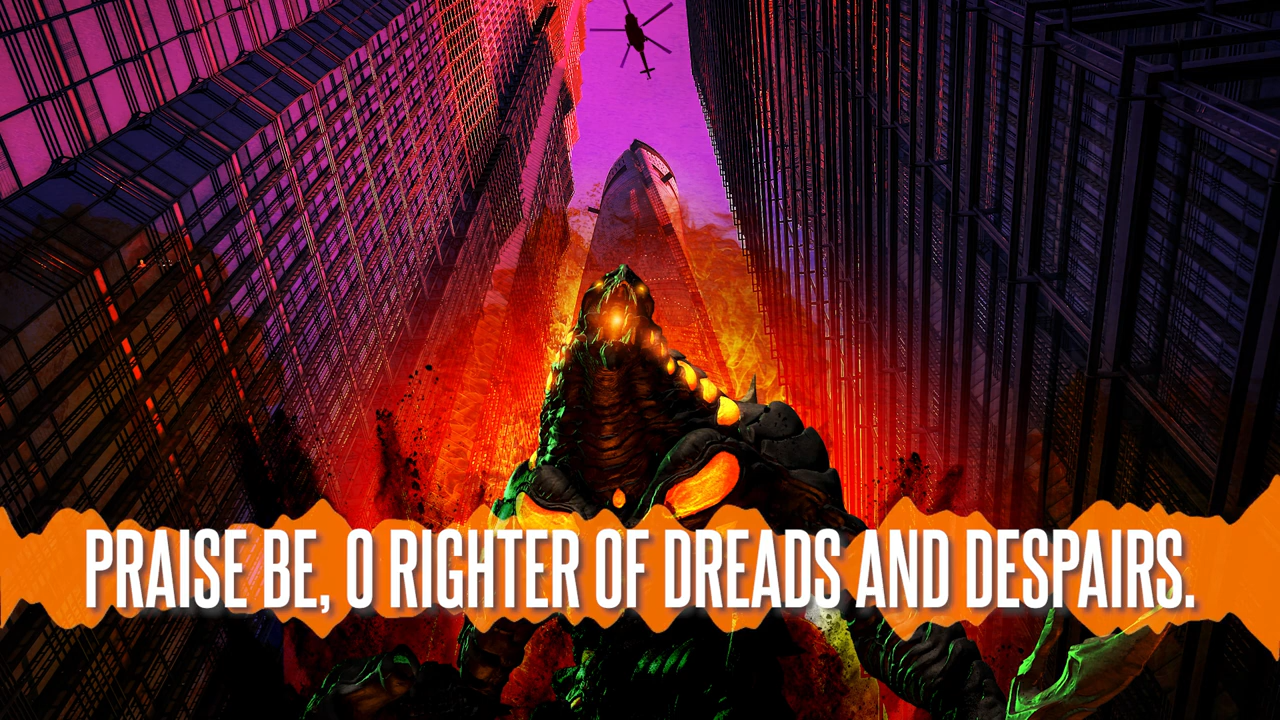 PRAISE BE, O RIGHTER OF DREADS AND DESPAIRS.